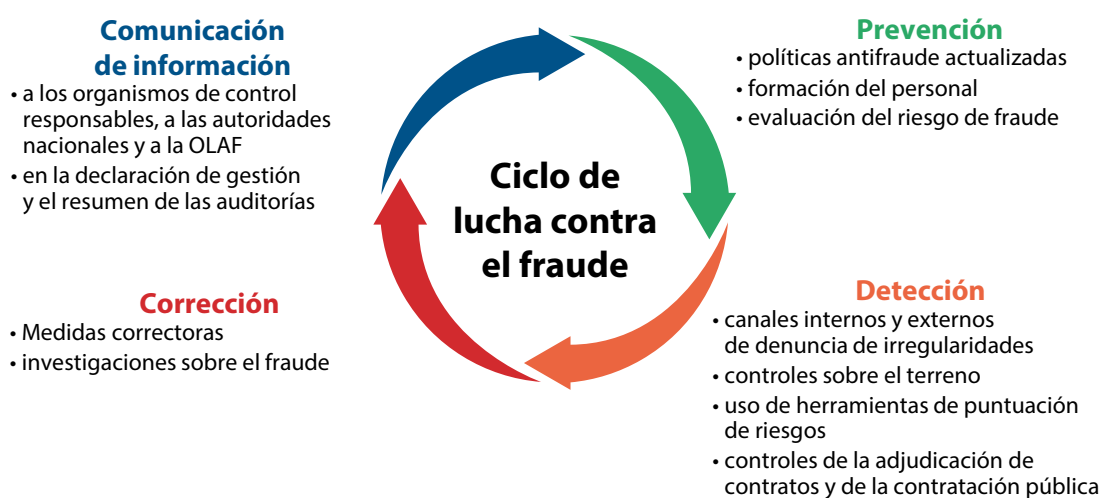 Comunicación
de información
• a los organismos de control
responsables, a las autoridades
nacionales y a la OLAF
• en la declaración de gestión
y el resumen de las auditorías
Prevención
• políticas antifraude actualizadas
• formación del personal
• evaluación del riesgo de fraude
Ciclo de
lucha contra
el fraude
Corrección
• Medidas correctoras
• investigaciones sobre el fraude
Detección
• canales internos y externos
de denuncia de irregularidades
• controles sobre el terreno
• uso de herramientas de puntuación
de riesgos
• controles de la adjudicación de
contratos y de la contratación pública